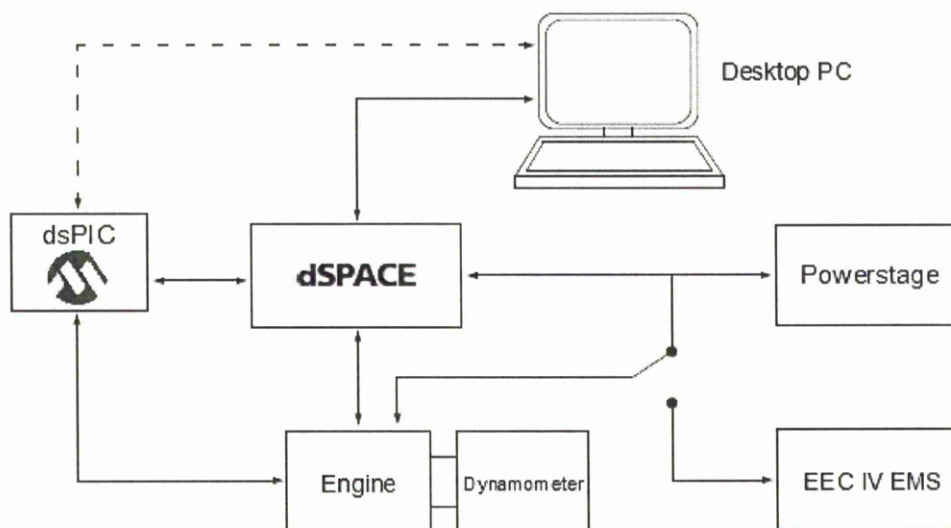 Desktop PC
dsPIC
dSPACE
Powerstage
Engine
Dynamometer
EEC IV EMS